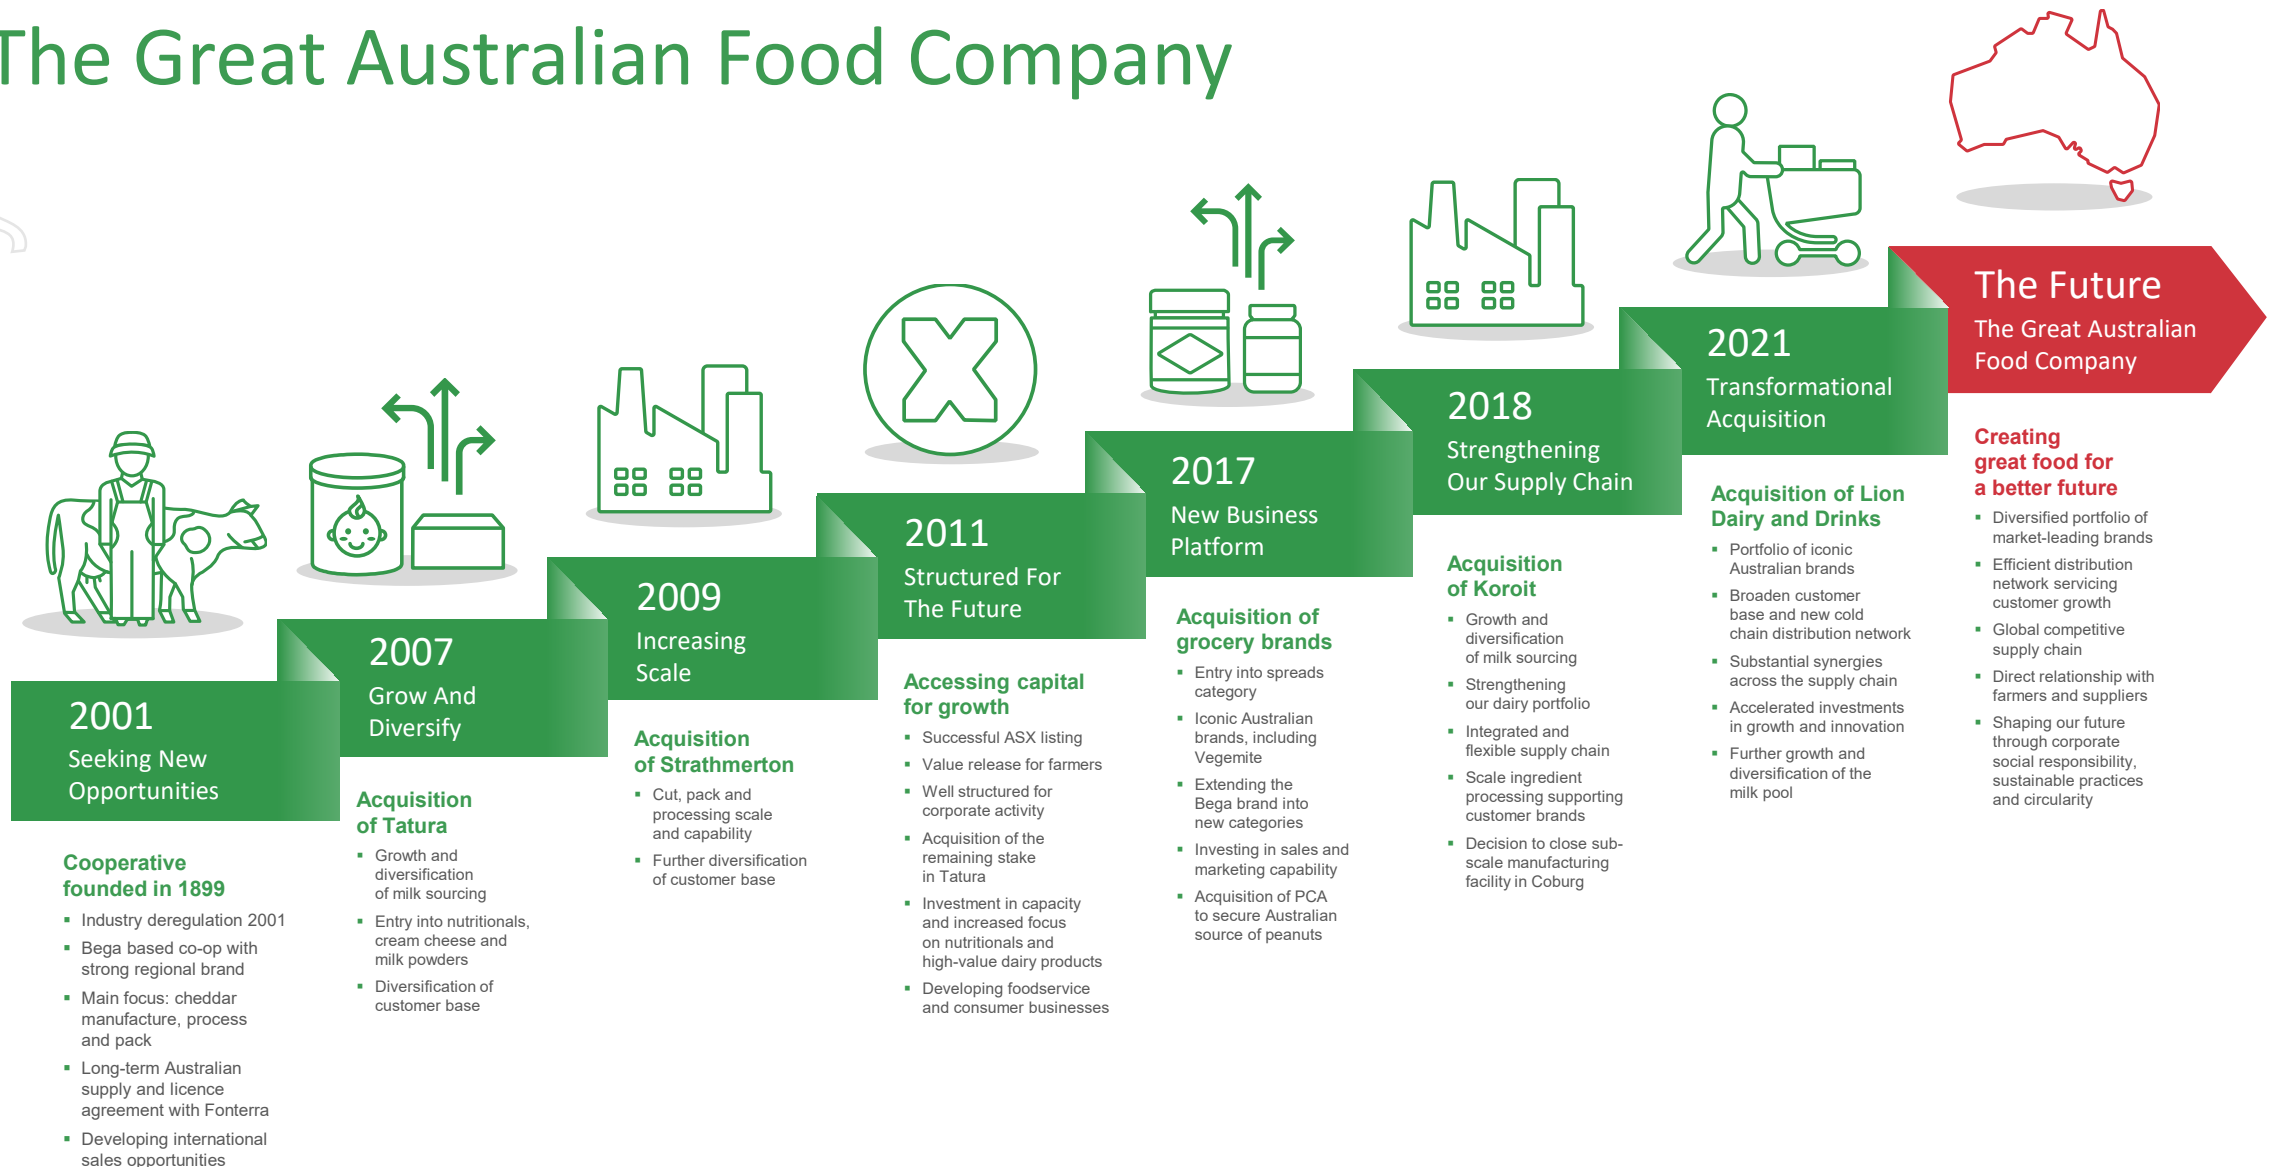 The Great Australian Food Company
2001
Seeking New
Opportunities
Cooperative
founded in 1899
▪ Industry deregulation 2001
▪ Bega based co-op with
strong regional brand
▪ Main focus: cheddar
manufacture, process
and pack
▪ Long-term Australian
supply and licence
agreement with Fonterra
▪ Developing international
sales opportunities
2007
Grow And
Diversify
Acquisition
of Tatura
▪ Growth and
diversification
of milk sourcing
▪ Entry into nutritionals,
cream cheese and
milk powders
▪ Diversification of
customer base
2009
Increasing
Scale
Acquisition
of Strathmerton
▪ Cut, pack and
processing scale
and capability
▪ Further diversification
of customer base
2011
Structured For
The Future
Accessing capital
for growth
▪ Successful ASX listing
▪ Value release for farmers
▪ Well structured for
corporate activity
▪ Acquisition of the
remaining stake
in Tatura
▪ Investment in capacity
and increased focus
on nutritionals and
high-value dairy products
▪ Developing foodservice
and consumer businesses
2017
New Business
Platform
Acquisition of
grocery brands
▪ Entry into spreads
category
▪ Iconic Australian
brands, including
Vegemite
▪ Extending the
Bega brand into
new categories
▪ Investing in sales and
marketing capability
▪ Acquisition of PCA
to secure Australian
source of peanuts
2018
Strengthening
Our Supply Chain
Acquisition
of Koroit
▪ Growth and
diversification
of milk sourcing
▪ Strengthening
our dairy portfolio
▪ Integrated and
flexible supply chain
▪ Scale ingredient
processing supporting
customer brands
▪ Decision to close sub-
scale manufacturing
facility in Coburg
2021
Transformational
Acquisition
Acquisition of Lion
Dairy and Drinks
▪ Portfolio of iconic
Australian brands
▪ Broaden customer
base and new cold
chain distribution network
▪ Substantial synergies
across the supply chain
▪ Accelerated investments
in growth and innovation
▪ Further growth and
diversification of the
milk pool
The Future
The Great Australian
Food Company
Creating
great food for
a better future
▪ Diversified portfolio of
market-leading brands
▪ Efficient distribution
network servicing
customer growth
▪ Global competitive
supply chain
▪ Direct relationship with
farmers and suppliers
▪ Shaping our future
through corporate
social responsibility,
sustainable practices
and circularity